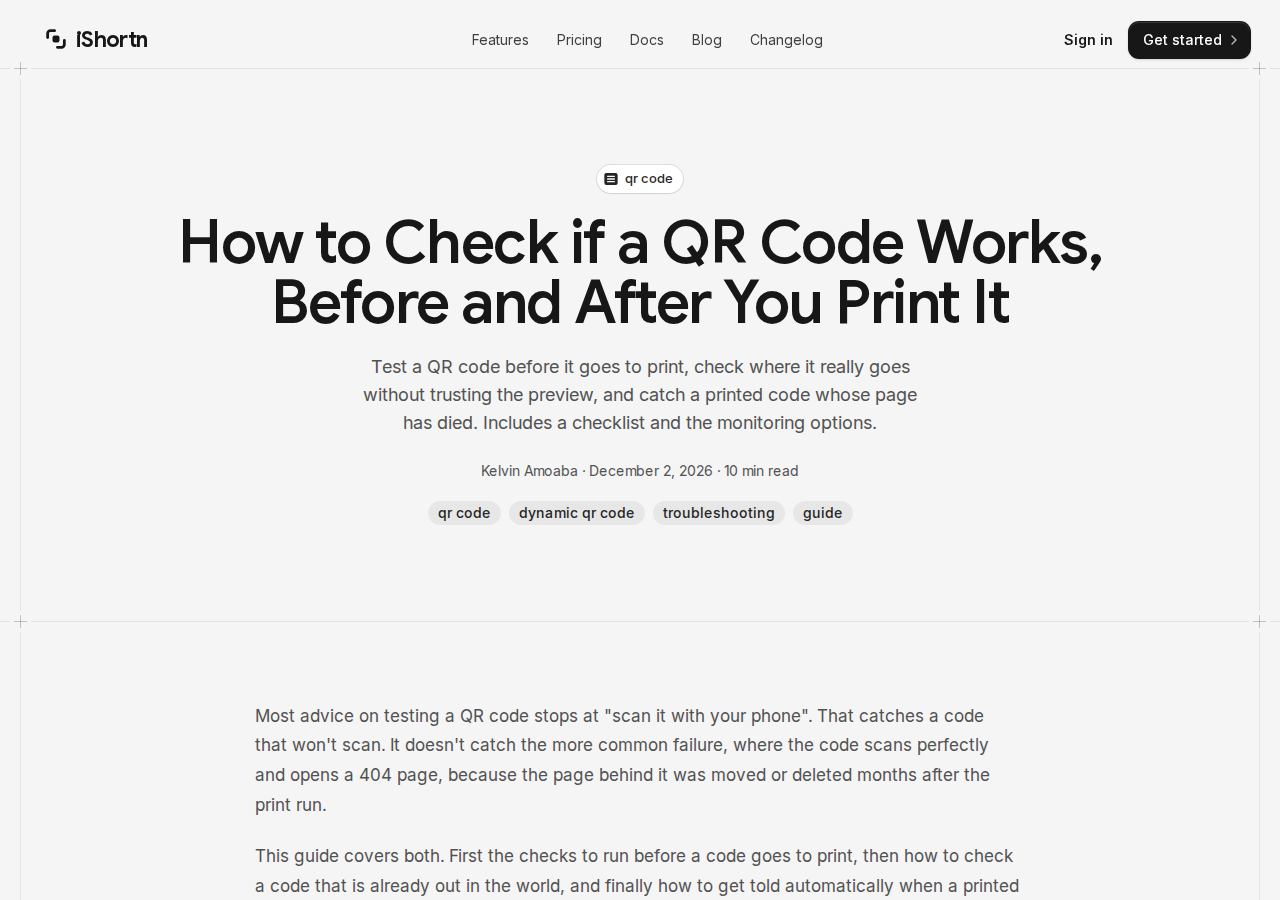 iShortn
Features
Pricing
Docs
Blog
Changelog
Sign in
Get started
qr code
How to Check if a QR Code Works,
Before and After You Print It
Test a QR code before it goes to print, check where it really goes
without trusting the preview, and catch a printed code whose page
has died. Includes a checklist and the monitoring options.
Kelvin Amoaba · December 2, 2026 · 10 min read
qr code
dynamic qr code
troubleshooting
guide
Most advice on testing a QR code stops at "scan it with your phone". That catches a code
that won't scan. It doesn't catch the more common failure, where the code scans perfectly
and opens a 404 page, because the page behind it was moved or deleted months after the
print run.
This guide covers both. First the checks to run before a code goes to print, then how to check
a code that is already out in the world, and finally how to get told automatically when a printed